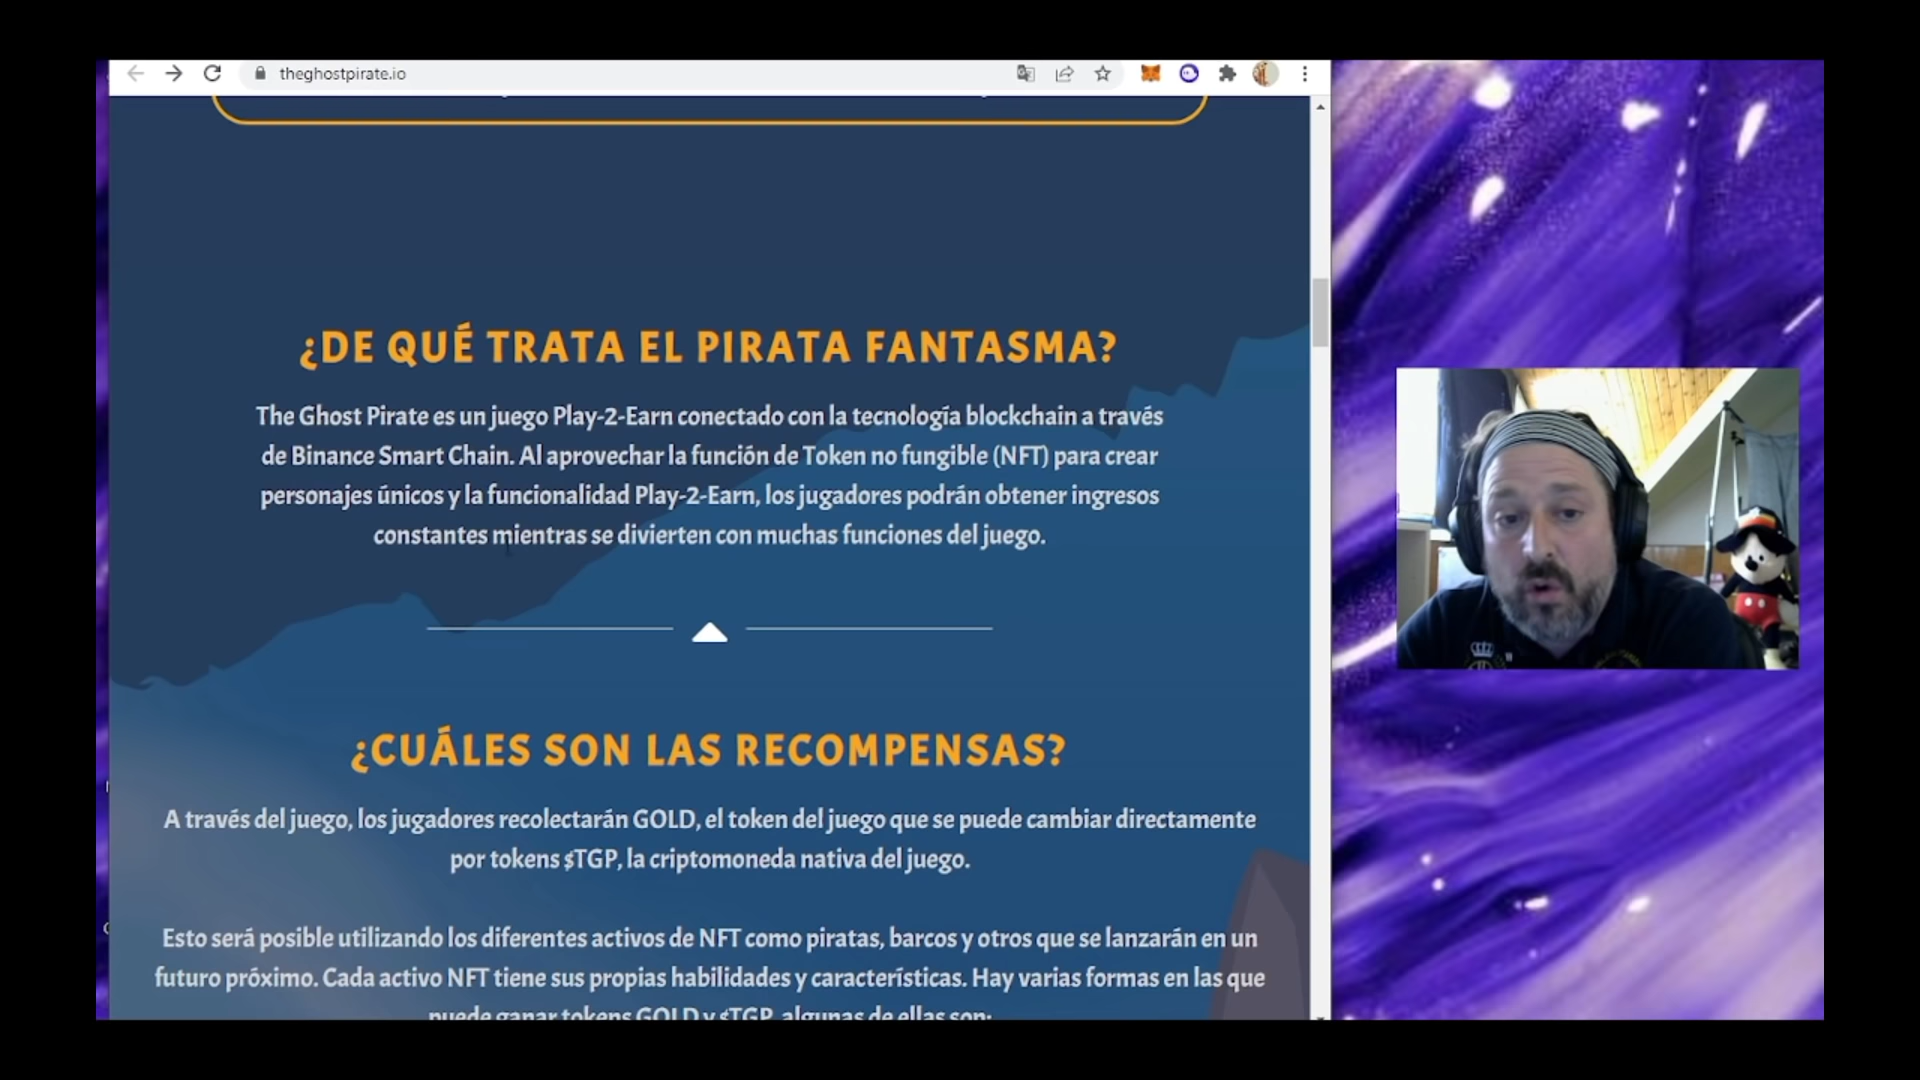 theghostpirate.io
¿DE QUÉ TRATA EL PIRATA FANTASMA?
The Ghost Pirate es un juego Play-2-Earn conectado con la tecnología blockchain a través
de Binance Smart Chain. Al aprovechar la función de Token no fungible (NFT) para crear
personajes únicos y la funcionalidad Play-2-Earn, los jugadores podrán obtener ingresos
constantes mientras se divierten con muchas funciones del juego.
¿CUÁLES SON LAS RECOMPENSAS?
A través del juego, los jugadores recolectarán GOLD, el token del juego que se puede cambiar directamente
por tokens $TGP, la criptomoneda nativa del juego.
Esto será posible utilizando los diferentes activos de NFT como piratas, barcos y otros que se lanzarán en un
futuro próximo. Cada activo NFT tiene sus propias habilidades y características. Hay varias formas en las que
puede ganar tokens GOLD y $TGP, algunas de ellas son: